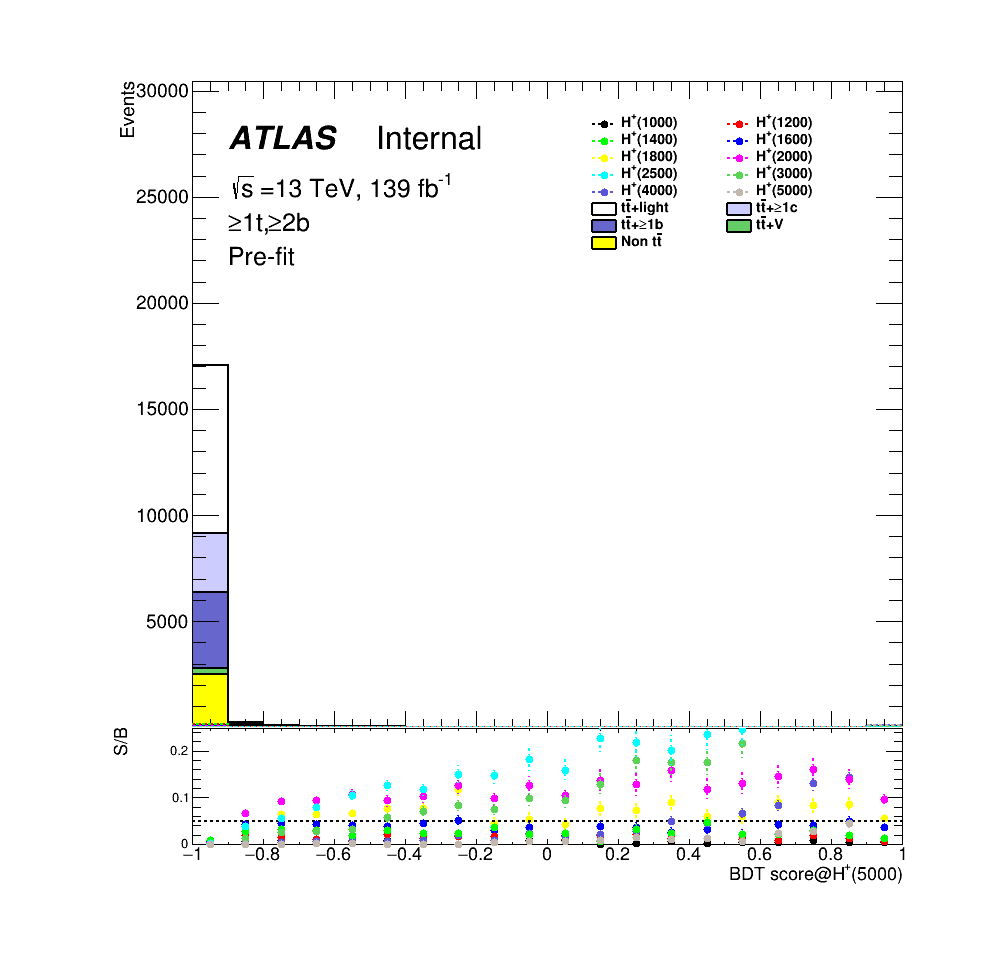 Events
30000
25000
20000
15000
10000
5000
ATLAS Internal
√s =13 TeV, 139 fb⁻¹
≥1t,≥2b
Pre-fit
H⁺(1000) H⁺(1200)
H⁺(1400) H⁺(1600)
H⁺(1800) H⁺(2000)
H⁺(2500) H⁺(3000)
H⁺(4000) H⁺(5000)
tt̄+light tt̄+≥1c
tt̄+≥1b tt̄+V
Non tt̄
S/B
0.2
0.1
0
−1 −0.8 −0.6 −0.4 −0.2 0 0.2 0.4 0.6 0.8 1
BDT score@H⁺(5000)